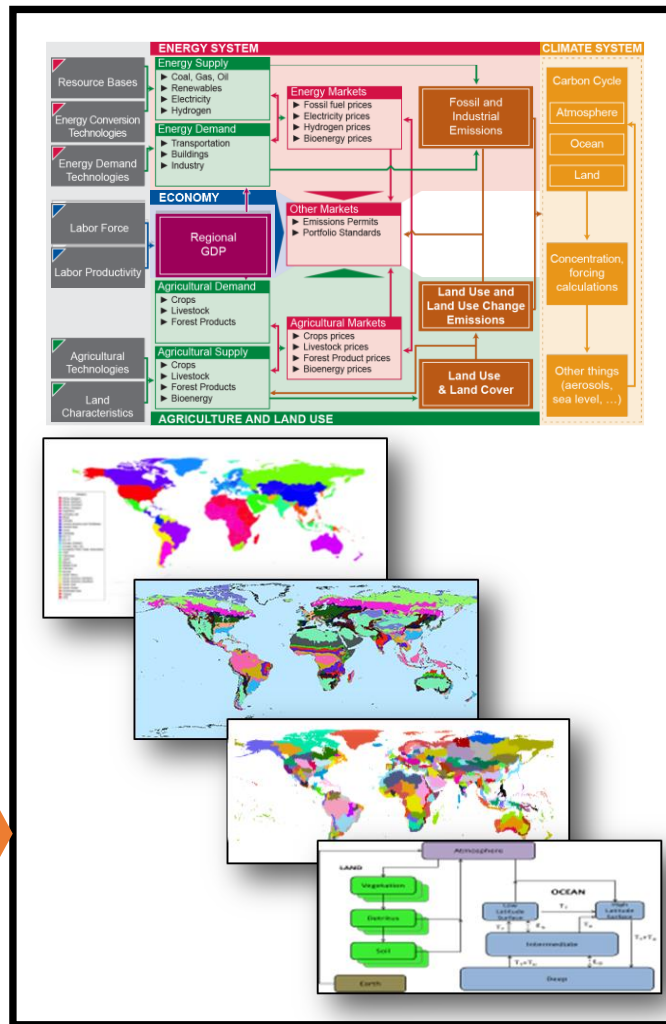 ENERGY SYSTEM
CLIMATE SYSTEM
Resource Bases
Energy Conversion
Technologies
Energy Demand
Technologies
Labor Force
Labor Productivity
Agricultural
Technologies
Land
Characteristics
Energy Supply
► Coal, Gas, Oil
► Renewables
► Electricity
► Hydrogen
Energy Demand
► Transportation
► Buildings
► Industry
ECONOMY
Regional
GDP
Agricultural Demand
► Crops
► Livestock
► Forest Products
Agricultural Supply
► Crops
► Livestock
► Forest Products
► Bioenergy
Energy Markets
► Fossil fuel prices
► Electricity prices
► Hydrogen prices
► Bioenergy prices
Other Markets
► Emissions Permits
► Portfolio Standards
Agricultural Markets
► Crops prices
► Livestock prices
► Forest Product prices
► Bioenergy prices
Fossil and
Industrial
Emissions
Land Use and
Land Use Change
Emissions
Land Use
& Land Cover
Carbon Cycle
Atmosphere
Ocean
Land
Concentration,
forcing
calculations
Other things
(aerosols,
sea level, ...)
AGRICULTURE AND LAND USE
Atmosphere
LAND
OCEAN
Vegetation
Detritus
Soil
Earth
Low
Latitude
Surface
High
Latitude
Surface
Intermediate
Deep